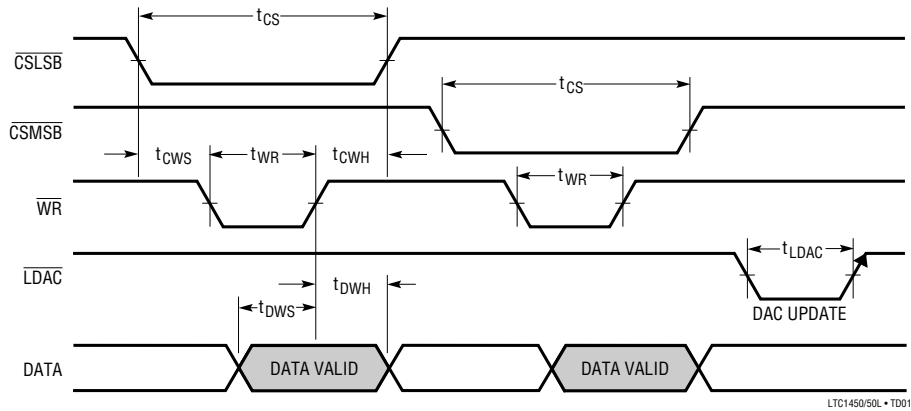 tCS
CSLSB
tCS
CSMSB
tCWS
tWR
tCWH
tWR
WR
tLDAC
LDAC
tDWH
tDWS
DAC UPDATE
DATA
DATA VALID
DATA VALID
LTC1450/50L • TD01